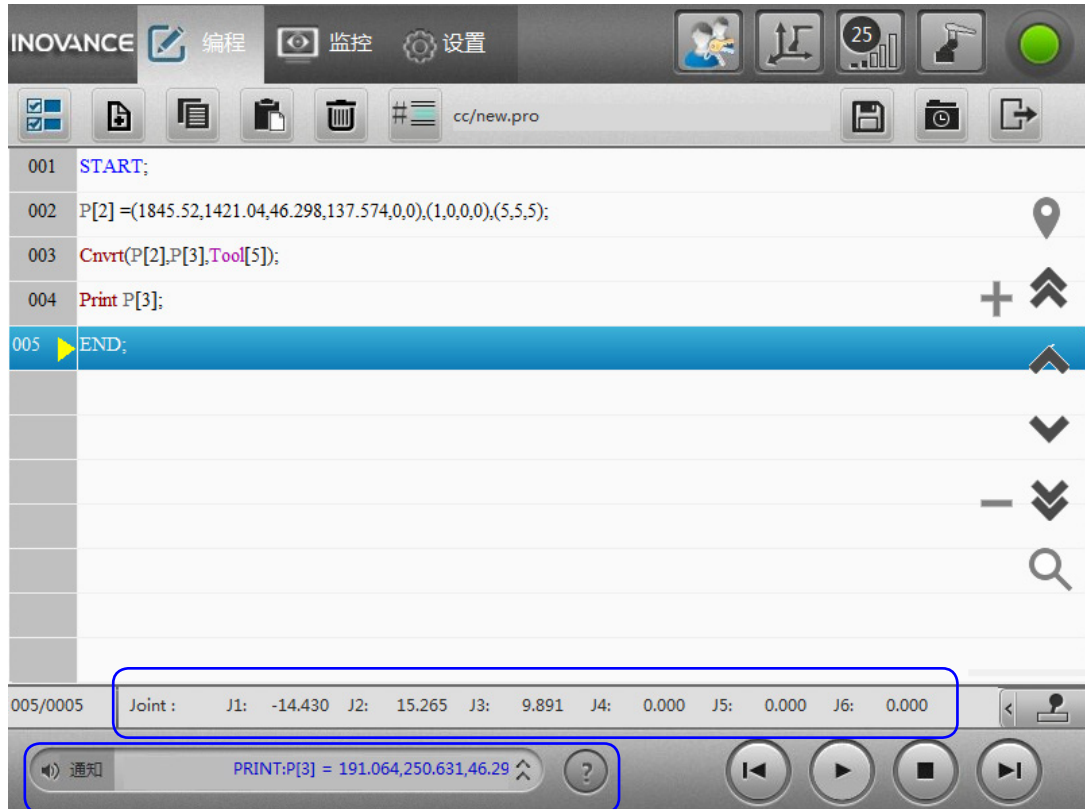 INOVANCE 编程 监控 设置 25
cc/new.pro
001 START;
002 P[2] =(1845.52,1421.04,46.298,137.574,0,0),(1,0,0,0),(5,5,5);
003 Cnvrt(P[2],P[3],Tool[5]);
004 Print P[3];
005 END;
005/0005 Joint : J1: -14.430 J2: 15.265 J3: 9.891 J4: 0.000 J5: 0.000 J6: 0.000
通知 PRINT:P[3] = 191.064,250.631,46.29 ?